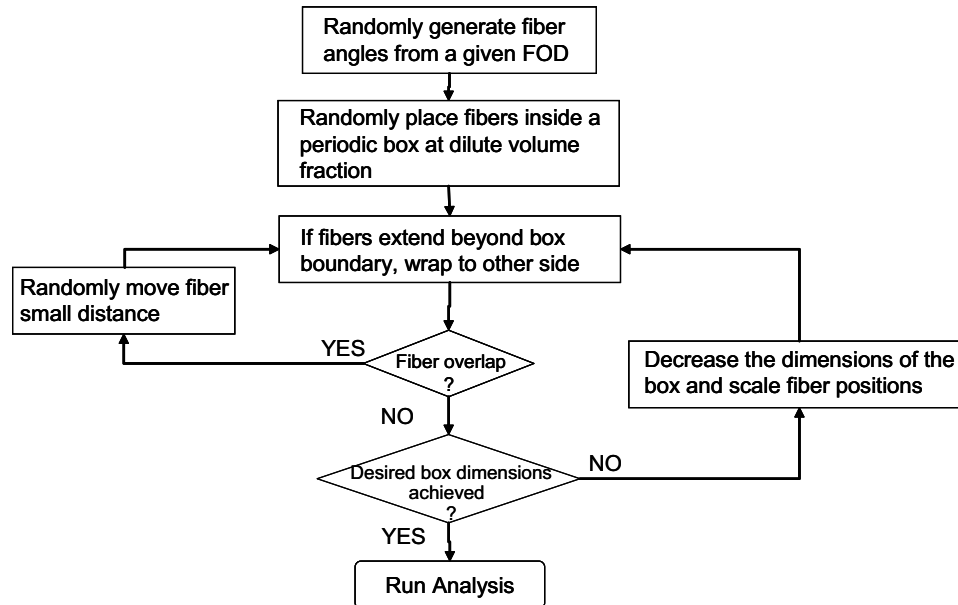 Randomly generate fiber
angles from a given FOD
Randomly place fibers inside a
periodic box at dilute volume
fraction
If fibers extend beyond box
boundary, wrap to other side
Randomly move fiber
small distance
YES
Fiber overlap
?
Decrease the dimensions of the
box and scale fiber positions
NO
Desired box dimensions
achieved
?
NO
YES
Run Analysis